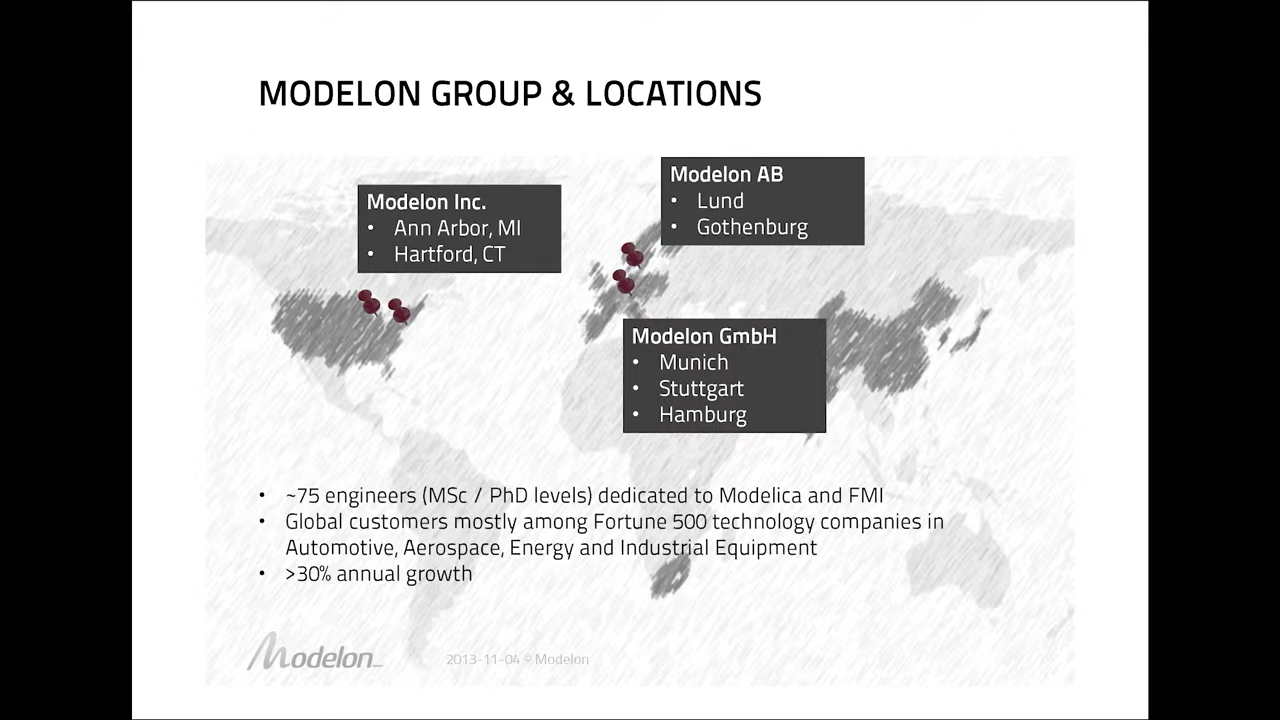 MODELON GROUP & LOCATIONS
Modelon Inc.
• Ann Arbor, MI
• Hartford, CT
Modelon AB
• Lund
• Gothenburg
Modelon GmbH
• Munich
• Stuttgart
• Hamburg
• ~75 engineers (MSc / PhD levels) dedicated to Modelica and FMI
• Global customers mostly among Fortune 500 technology companies in
Automotive, Aerospace, Energy and Industrial Equipment
• >30% annual growth
Modelon
2013-11-04 © Modelon